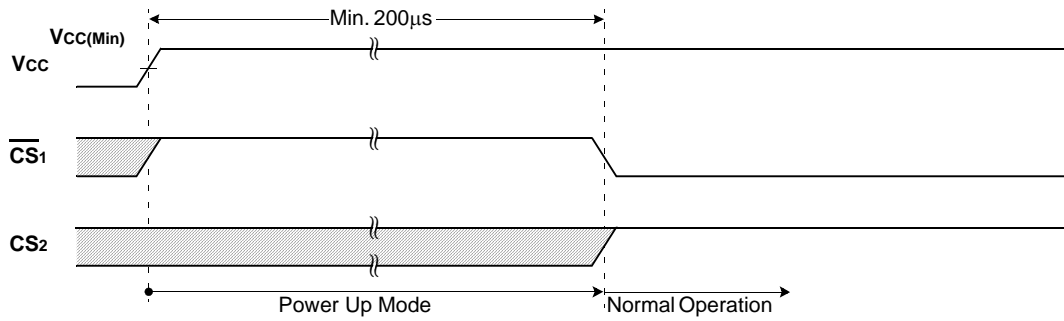 Min. 200μs
VCC(Min)
VCC
CS1
CS2
Power Up Mode
Normal Operation